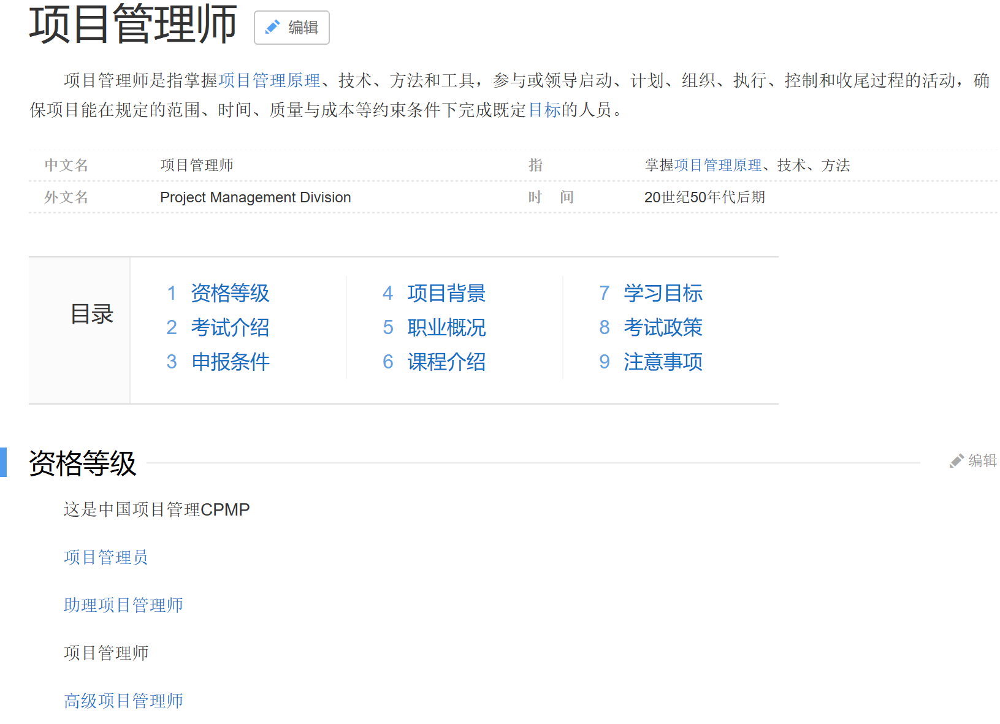 项目管理师 编辑
项目管理师是指掌握项目管理原理、技术、方法和工具，参与或领导启动、计划、组织、执行、控制和收尾过程的活动，确
保项目能在规定的范围、时间、质量与成本等约束条件下完成既定目标的人员。
中文名 项目管理师 指 掌握项目管理原理、技术、方法
外文名 Project Management Division 时 间 20世纪50年代后期
目录
1 资格等级 4 项目背景 7 学习目标
2 考试介绍 5 职业概况 8 考试政策
3 申报条件 6 课程介绍 9 注意事项
资格等级 编辑
这是中国项目管理CPMP
项目管理员
助理项目管理师
项目管理师
高级项目管理师